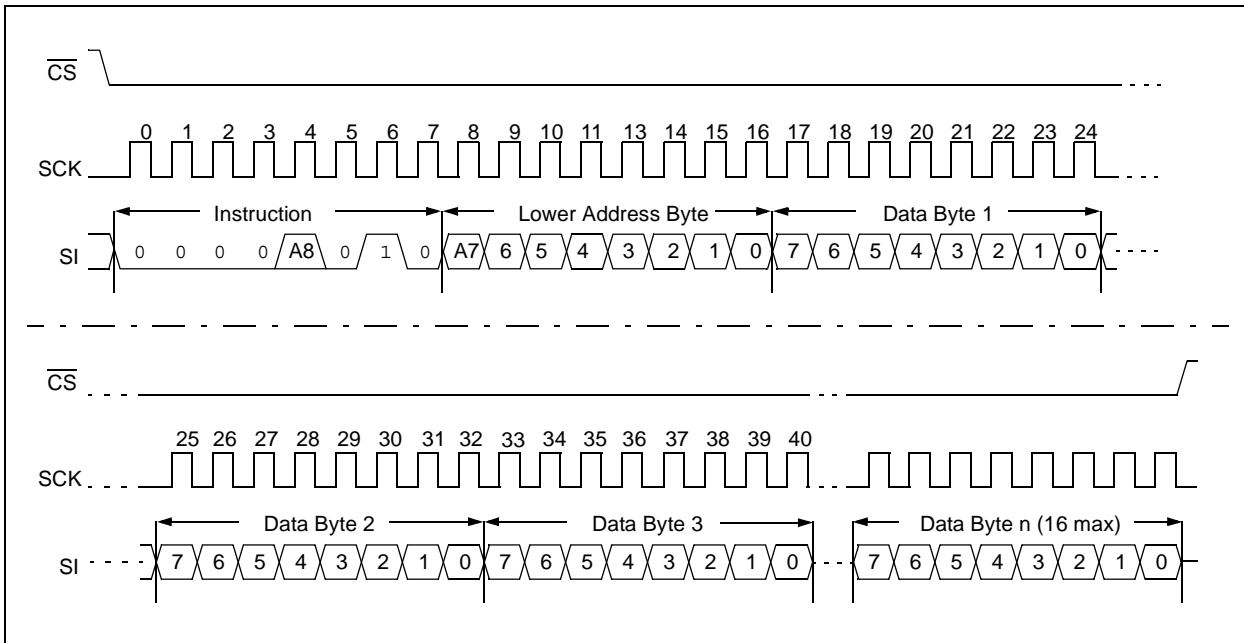 CS
0 1 2 3 4 5 6 7 8 9 10 11 13 14 15 16 17 18 19 20 21 22 23 24
SCK
Instruction Lower Address Byte Data Byte 1
SI 0 0 0 0 A8 0 1 0 A7 6 5 4 3 2 1 0 7 6 5 4 3 2 1 0
CS
25 26 27 28 29 30 31 32 33 34 35 36 37 38 39 40
SCK
Data Byte 2 Data Byte 3 Data Byte n (16 max)
SI 7 6 5 4 3 2 1 0 7 6 5 4 3 2 1 0 7 6 5 4 3 2 1 0